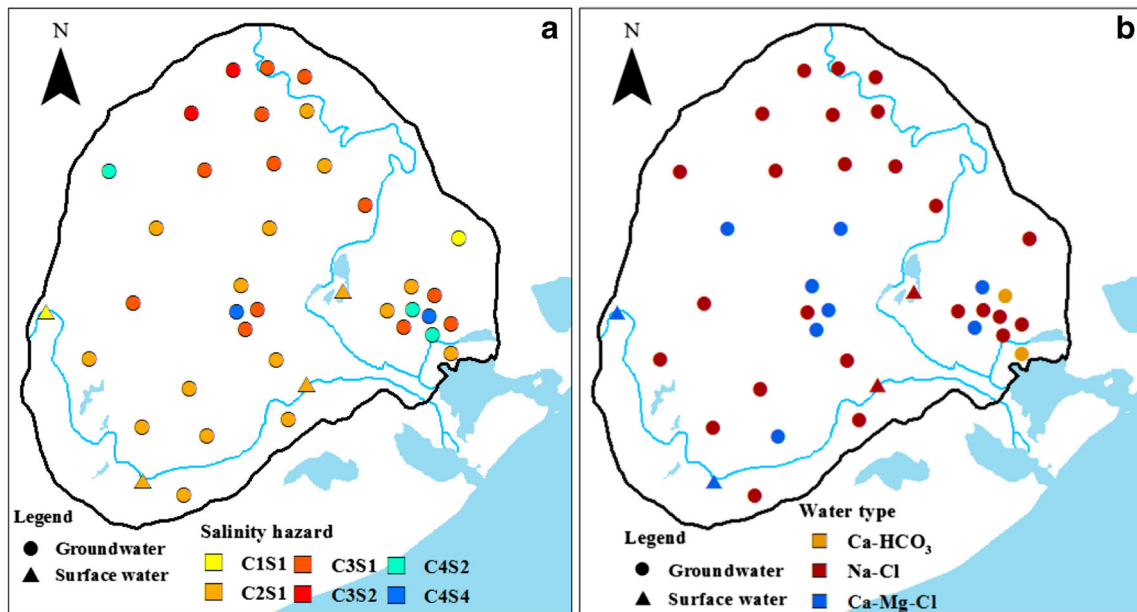 N
a
Legend
Groundwater
Surface water
Salinity hazard
C1S1
C3S1
C4S2
C2S1
C3S2
C4S4
N
b
Legend
Groundwater
Surface water
Water type
Ca-HCO₃
Na-Cl
Ca-Mg-Cl